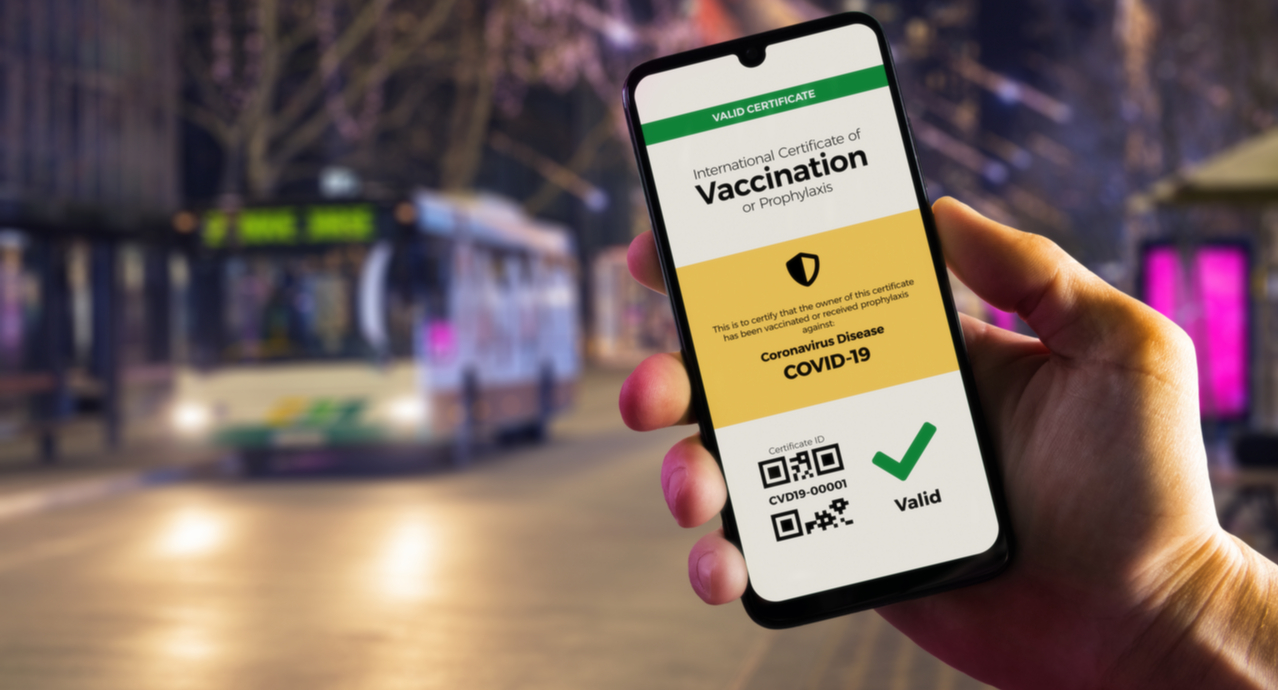 VALID CERTIFICATE
International Certificate of
Vaccination
or Prophylaxis
This is to certify that the owner of this certificate
has been vaccinated or received prophylaxis
against:
Coronavirus Disease
COVID-19
Certificate ID
CVD19-00001
Valid